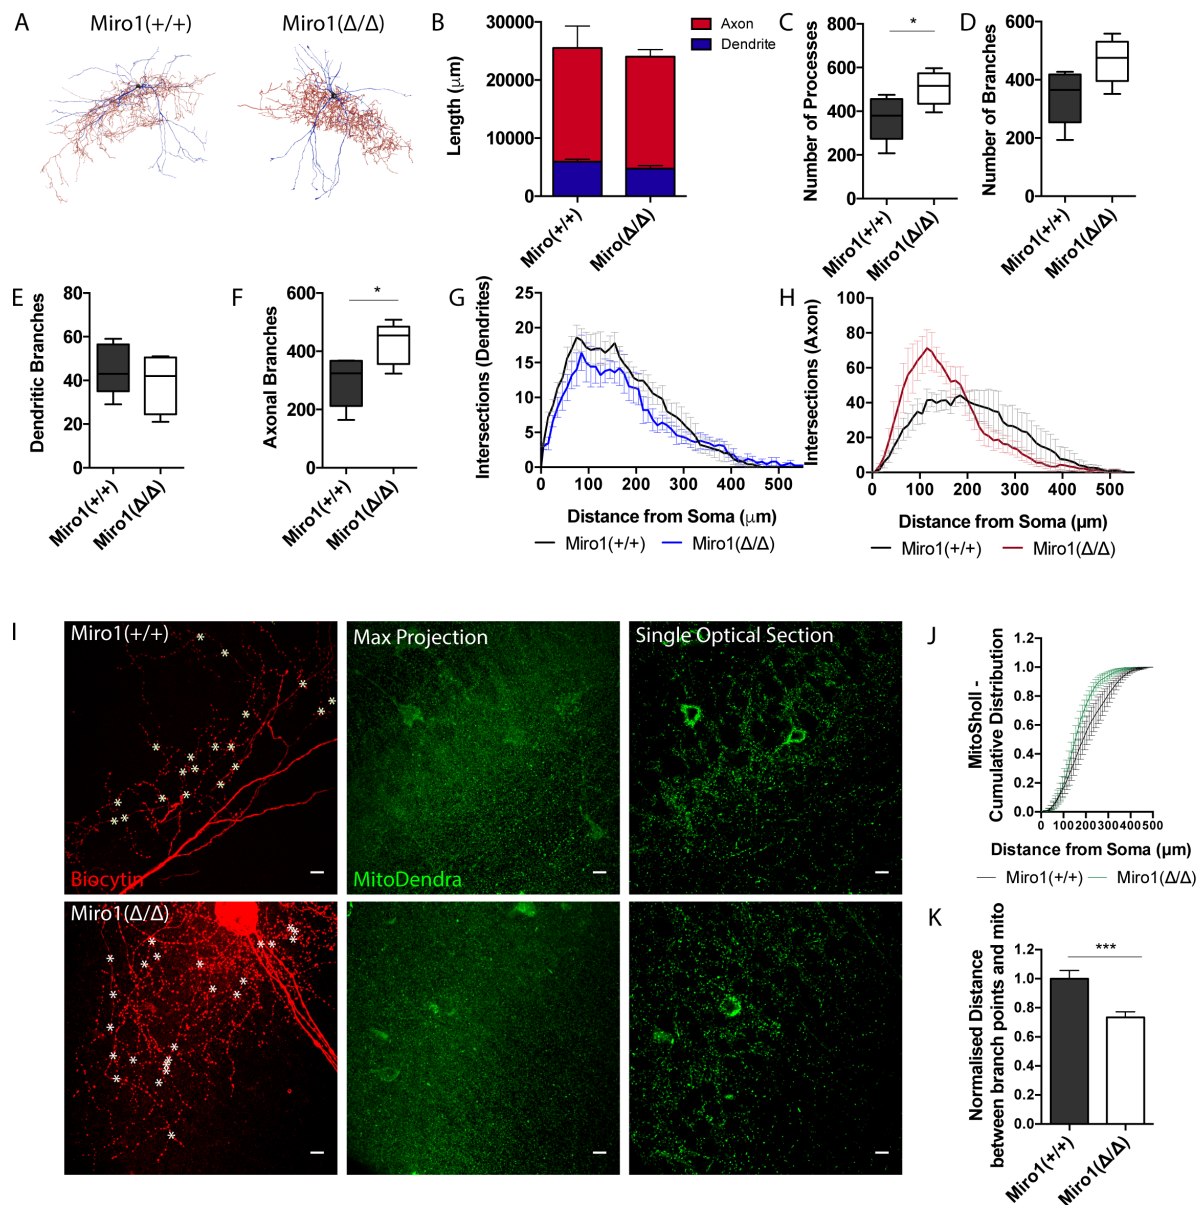 A
Miro1(+/+)
Miro1(Δ/Δ)
B
Length (μm)
30000
20000
10000
0
Axon
Dendrite
Miro(+/+)
Miro(Δ/Δ)
C
Number of Processes
800
600
400
200
0
*
Miro1(+/+)
Miro1(Δ/Δ)
D
Number of Branches
600
400
200
0
Miro1(+/+)
Miro1(Δ/Δ)
E
Dendritic Branches
80
60
40
20
0
Miro1(+/+)
Miro1(Δ/Δ)
F
Axonal Branches
600
400
200
0
*
Miro1(+/+)
Miro1(Δ/Δ)
G
Intersections (Dendrites)
25
20
15
10
5
0
0 100 200 300 400 500
Distance from Soma (μm)
Miro1(+/+) Miro1(Δ/Δ)
H
Intersections (Axon)
100
80
60
40
20
0
0 100 200 300 400 500
Distance from Soma (μm)
Miro1(+/+) Miro1(Δ/Δ)
I
Miro1(+/+)
Biocytin
Max Projection
MitoDendra
Single Optical Section
Miro1(Δ/Δ)
J
MitoSholl -
Cumulative Distribution
1.2
1.0
0.8
0.6
0.4
0.2
0.0
0 100 200 300 400 500
Distance from Soma (μm)
Miro1(+/+) Miro1(Δ/Δ)
K
Normalised Distance
between branch points and mito
1.2
1.0
0.8
0.6
0.4
0.2
0.0
***
Miro1(+/+)
Miro1(Δ/Δ)